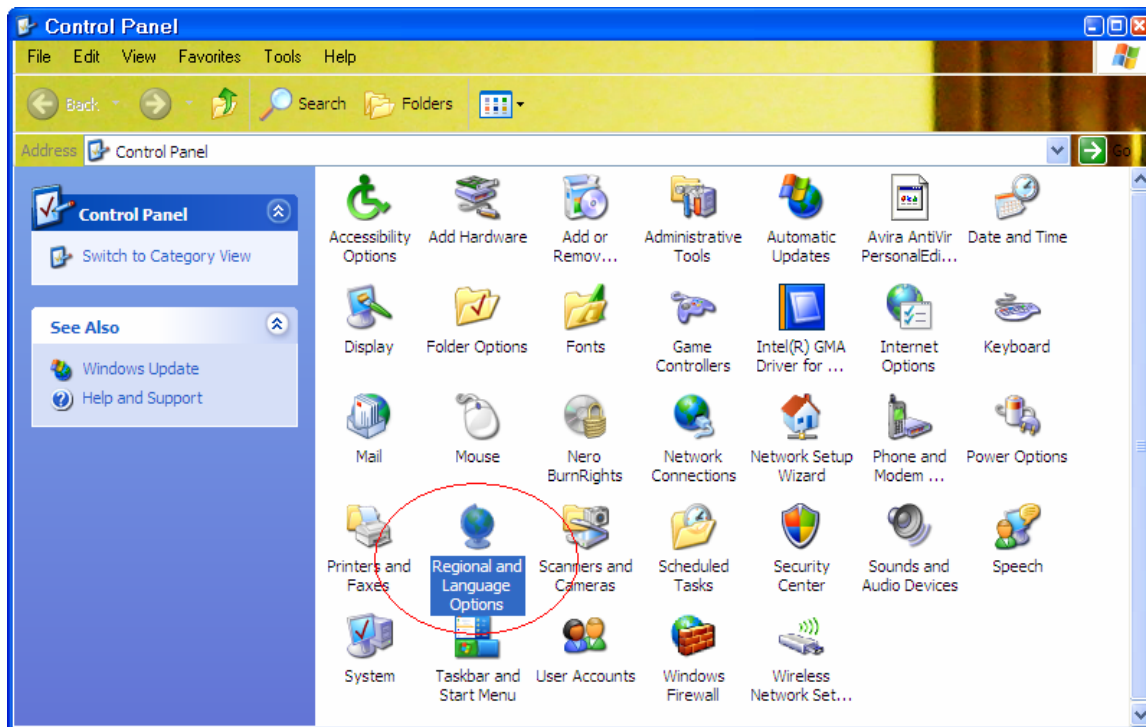 Control Panel
File Edit View Favorites Tools Help
Back Search Folders
Address Control Panel Go
Control Panel
Switch to Category View
See Also
Windows Update
Help and Support
Accessibility
Options
Add Hardware
Add or
Remov...
Administrative
Tools
Automatic
Updates
Avira AntiVir
PersonalEdi...
Date and Time
Display
Folder Options
Fonts
Game
Controllers
Intel(R) GMA
Driver for ...
Internet
Options
Keyboard
Mail
Mouse
Nero
BurnRights
Network
Connections
Network Setup
Wizard
Phone and
Modem ...
Power Options
Printers and
Faxes
Regional and
Language
Options
Scanners and
Cameras
Scheduled
Tasks
Security
Center
Sounds and
Audio Devices
Speech
System
Taskbar and
Start Menu
User Accounts
Windows
Firewall
Wireless
Network Set...